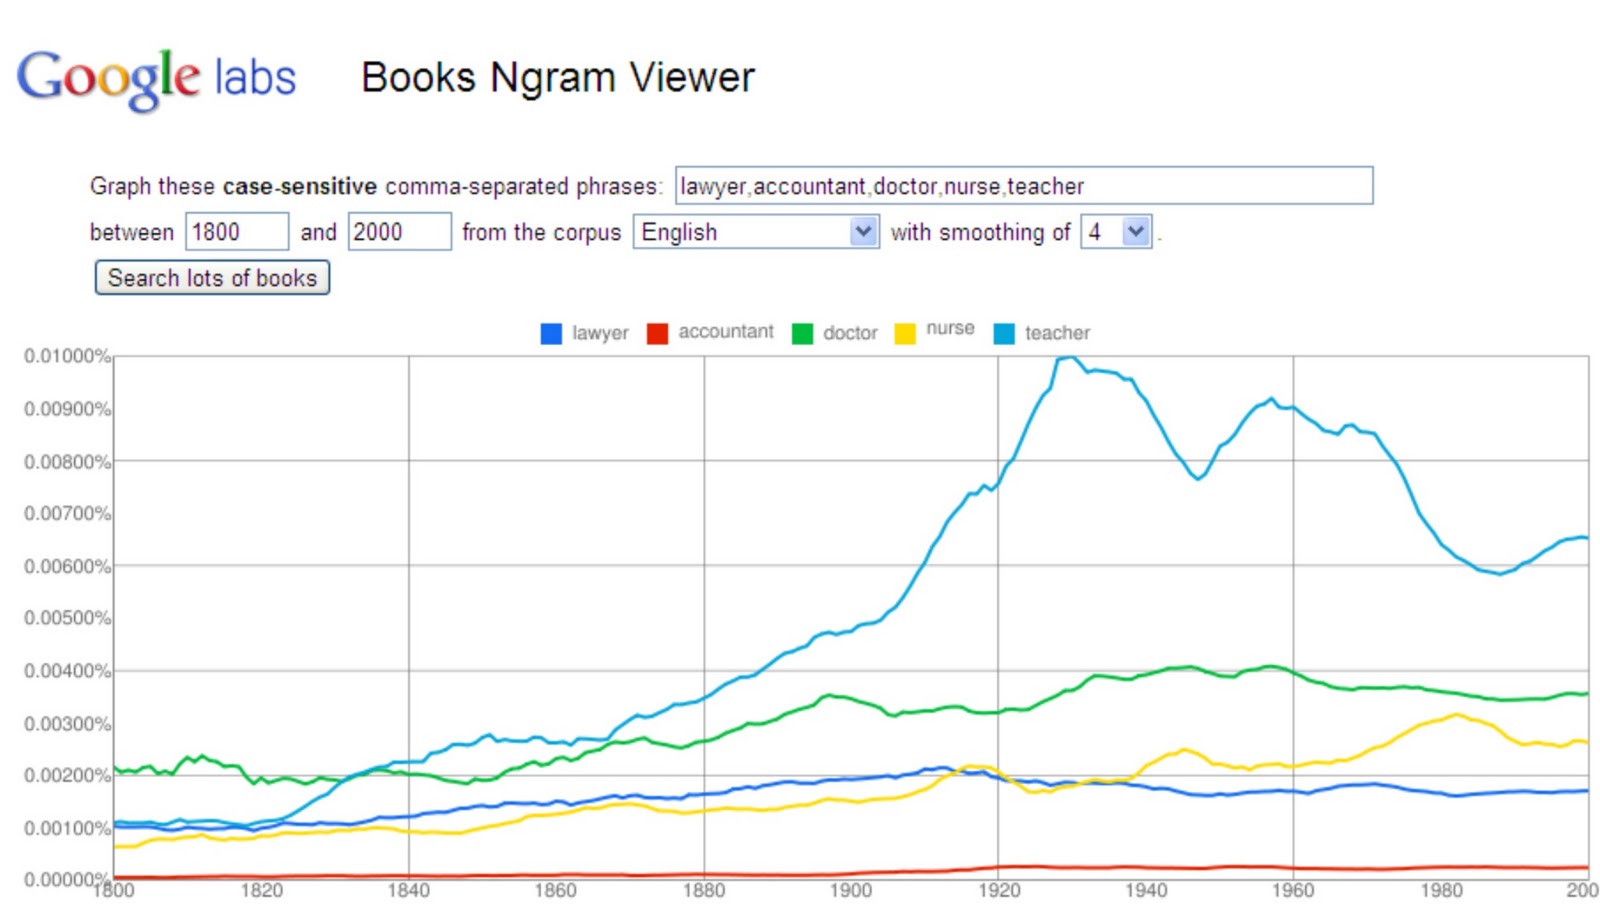 Google labs Books Ngram Viewer
Graph these case-sensitive comma-separated phrases: lawyer,accountant,doctor,nurse,teacher
between 1800 and 2000 from the corpus English with smoothing of 4 .
Search lots of books
lawyer accountant doctor nurse teacher
0.01000%
0.00900%
0.00800%
0.00700%
0.00600%
0.00500%
0.00400%
0.00300%
0.00200%
0.00100%
0.00000%
1800 1820 1840 1860 1880 1900 1920 1940 1960 1980 200